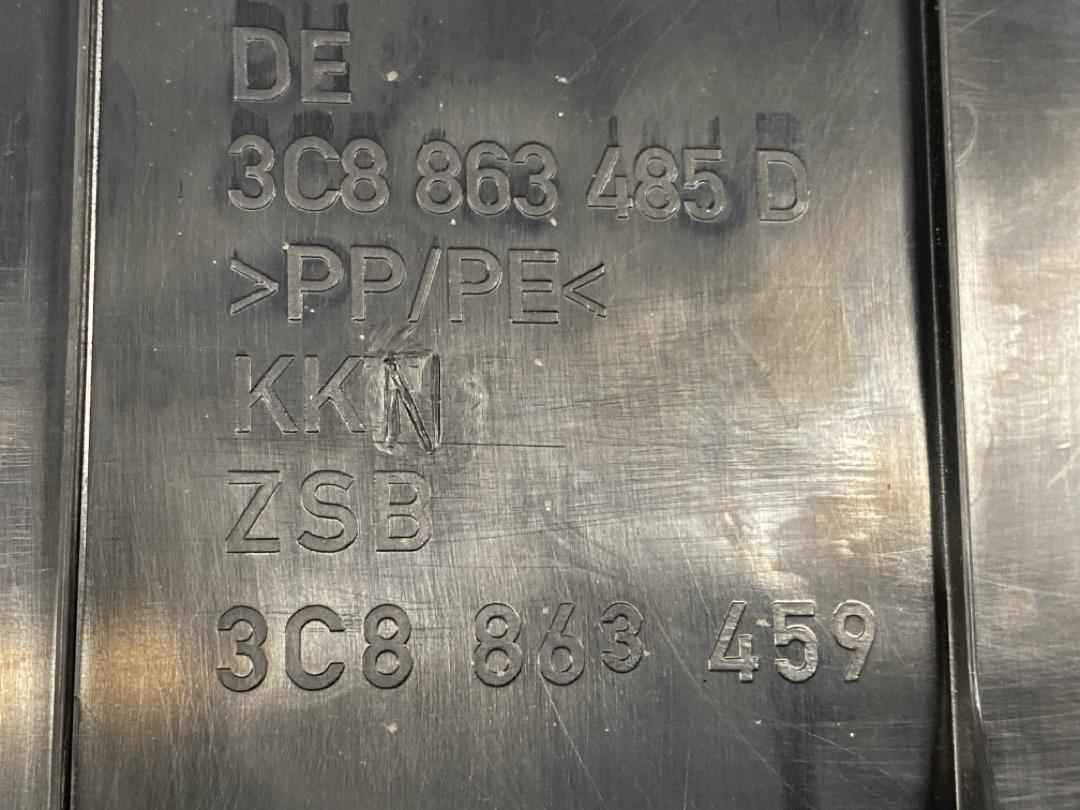 DE
3C8 863 485 D
>PP/PE<
KKN
ZSB
3C8 863 459